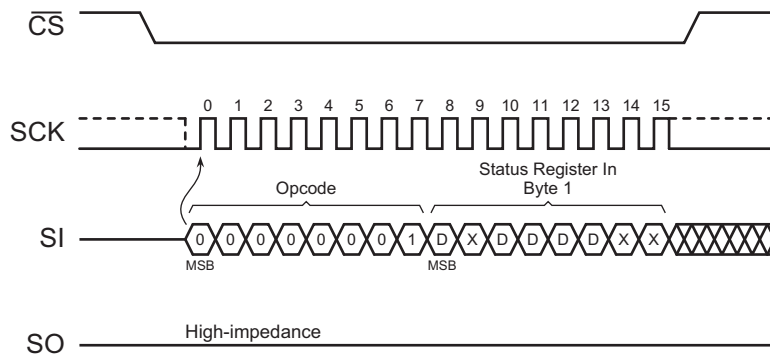 CS
0 1 2 3 4 5 6 7 8 9 10 11 12 13 14 15
SCK
Status Register In
Opcode
Byte 1
SI
0 0 0 0 0 0 0 1 D X D D D D X X
MSB
MSB
High-impedance
SO